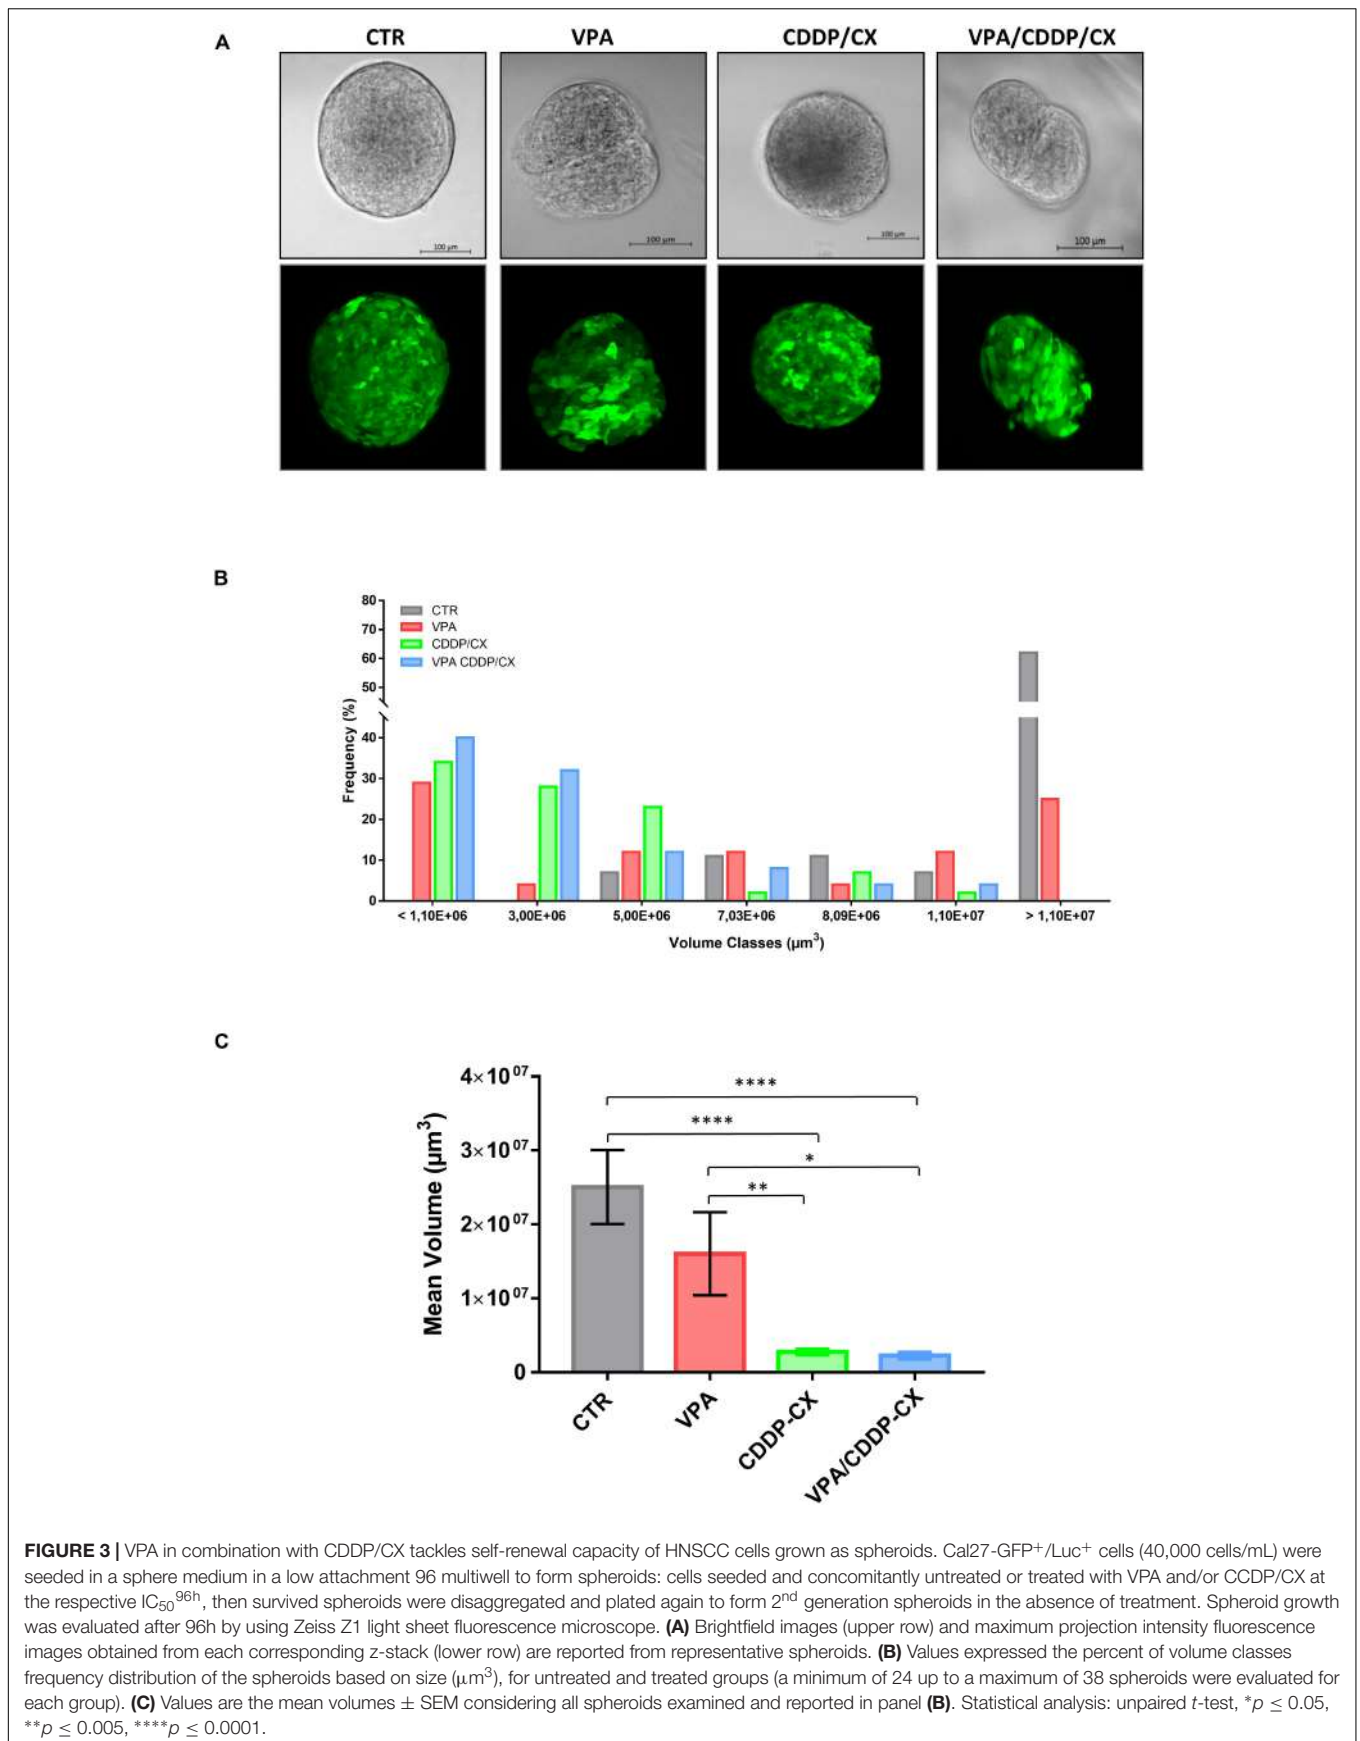 A
CTR VPA CDDP/CX VPA/CDDP/CX
100 µm 100 µm 100 µm 100 µm
B
80
70
60
50
40
30
20
10
0
Frequency (%)
CTR
VPA
CDDP/CX
VPA CDDP/CX
< 1,10E+06 3,00E+06 5,00E+06 7,03E+06 8,09E+06 1,10E+07 > 1,10E+07
Volume Classes (µm³)
C
4×10⁰⁷
3×10⁰⁷
2×10⁰⁷
1×10⁰⁷
0
Mean Volume (µm³)
****
****
*
**
CTR VPA CDDP-CX VPA/CDDP-CX
FIGURE 3 | VPA in combination with CDDP/CX tackles self-renewal capacity of HNSCC cells grown as spheroids. Cal27-GFP⁺/Luc⁺ cells (40,000 cells/mL) were
seeded in a sphere medium in a low attachment 96 multiwell to form spheroids: cells seeded and concomitantly untreated or treated with VPA and/or CCDP/CX at
the respective IC₅₀⁹⁶ʰ, then survived spheroids were disaggregated and plated again to form 2ⁿᵈ generation spheroids in the absence of treatment. Spheroid growth
was evaluated after 96h by using Zeiss Z1 light sheet fluorescence microscope. (A) Brightfield images (upper row) and maximum projection intensity fluorescence
images obtained from each corresponding z-stack (lower row) are reported from representative spheroids. (B) Values expressed the percent of volume classes
frequency distribution of the spheroids based on size (µm³), for untreated and treated groups (a minimum of 24 up to a maximum of 38 spheroids were evaluated for
each group). (C) Values are the mean volumes ± SEM considering all spheroids examined and reported in panel (B). Statistical analysis: unpaired t-test, *p ≤ 0.05,
**p ≤ 0.005, ****p ≤ 0.0001.